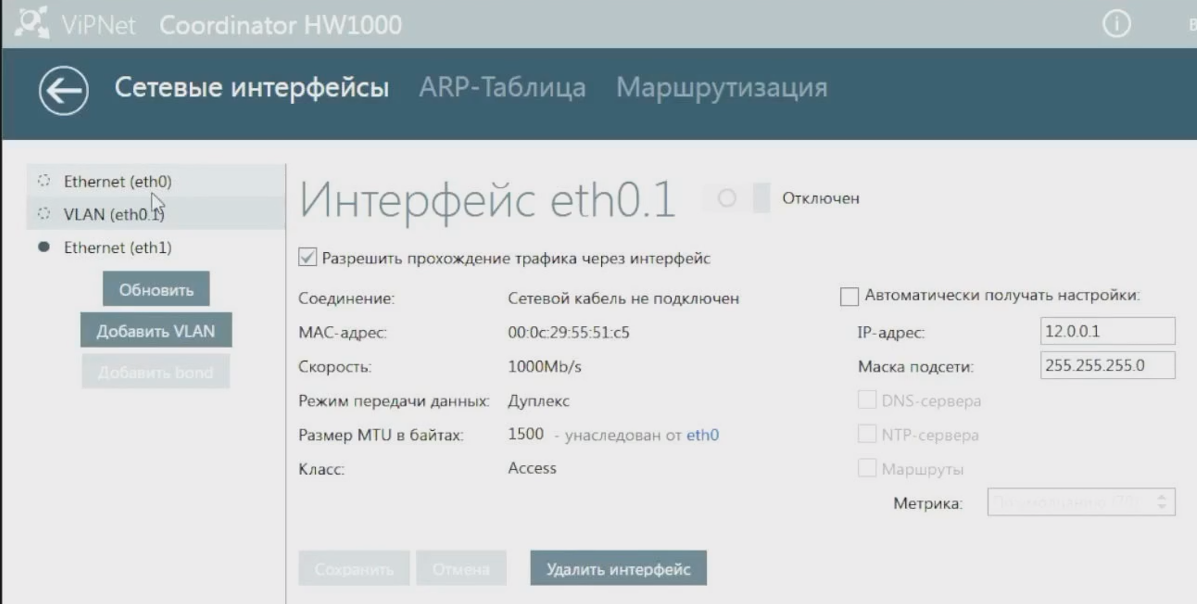 ViPNet Coordinator HW1000
Сетевые интерфейсы ARP-Таблица Маршрутизация
Ethernet (eth0)
VLAN (eth0.1)
Ethernet (eth1)
Обновить
Добавить VLAN
Добавить bond
Интерфейс eth0.1 Отключен
Разрешить прохождение трафика через интерфейс
Соединение: Сетевой кабель не подключен
MAC-адрес: 00:0c:29:55:51:c5
Скорость: 1000Mb/s
Режим передачи данных: Дуплекс
Размер MTU в байтах: 1500 - унаследован от eth0
Класс: Access
Автоматически получать настройки:
IP-адрес: 12.0.0.1
Маска подсети: 255.255.255.0
DNS-сервера
NTP-сервера
Маршруты
Метрика:
Сохранить Отмена Удалить интерфейс